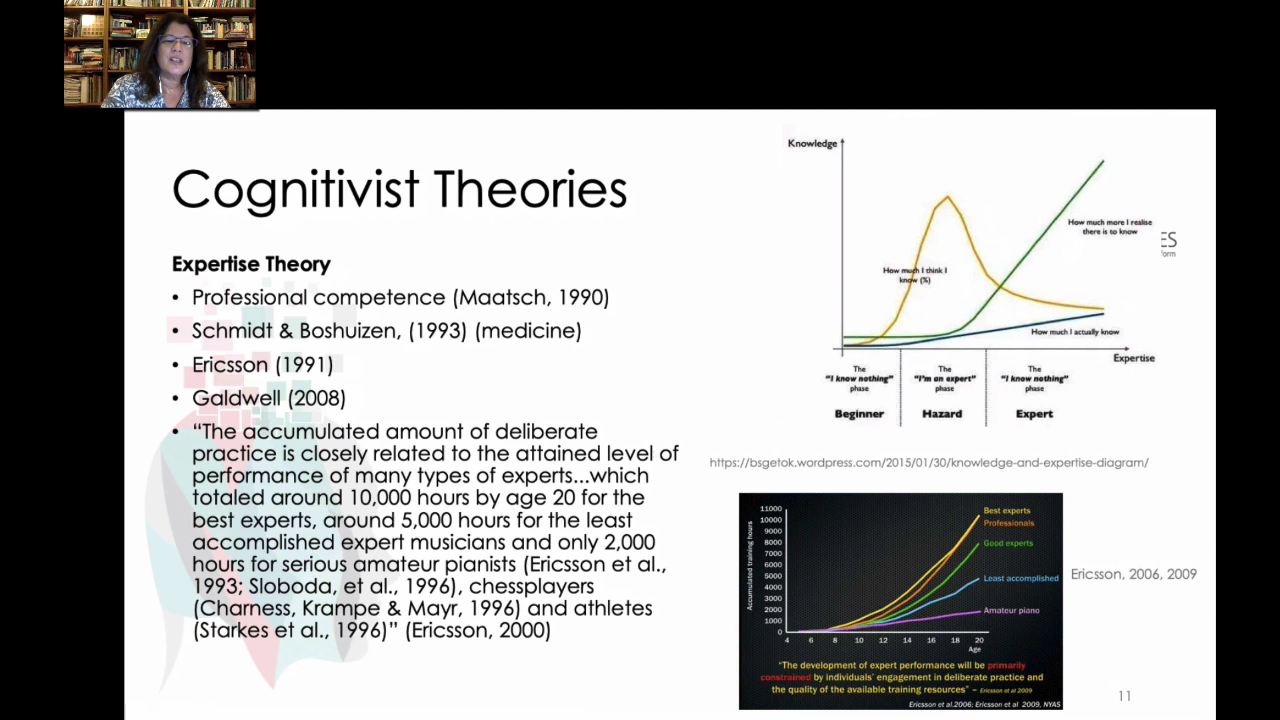 Cognitivist Theories
Expertise Theory
• Professional competence (Maatsch, 1990)
• Schmidt & Boshuizen, (1993) (medicine)
• Ericsson (1991)
• Galdwell (2008)
• “The accumulated amount of deliberate
practice is closely related to the attained level of
performance of many types of experts...which
totaled around 10,000 hours by age 20 for the
best experts, around 5,000 hours for the least
accomplished expert musicians and only 2,000
hours for serious amateur pianists (Ericsson et al.,
1993; Sloboda, et al., 1996), chessplayers
(Charness, Krampe & Mayr, 1996) and athletes
(Starkes et al., 1996)” (Ericsson, 2000)
Knowledge
How much more I realise
there is to know
ES
form
How much I think I
know (%)
How much I actually know
Expertise
The
"I know nothing"
phase
The
"I'm an expert"
phase
The
"I know nothing"
phase
Beginner
Hazard
Expert
https://bsgetok.wordpress.com/2015/01/30/knowledge-and-expertise-diagram/
Accumulated training hours
11000
10000
9000
8000
7000
6000
5000
4000
3000
2000
1000
0
4 6 8 10 12 14 16 18 20
Age
Best experts
Professionals
Good experts
Least accomplished
Amateur piano
"The development of expert performance will be primarily
constrained by individuals' engagement in deliberate practice and
the quality of the available training resources" – Ericsson et al 2009
Ericsson et al.2006; Ericsson et al 2009, NYAS
Ericsson, 2006, 2009
11